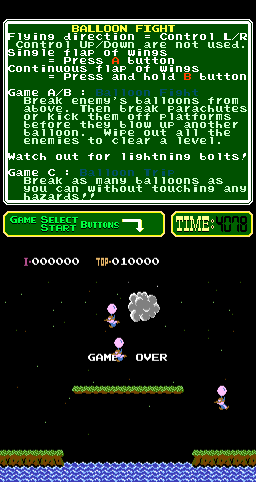 BALLOON FIGHT
Flying direction = Control L/R
Control Up/Down are not used.
Single flap of wings
= Press A button
Continuous flap of wings
= Press and hold B button
Game A/B : Balloon Fight
Break enemy's balloons from
above. Then break parachutes
or kick them off platforms
before they blow up another
balloon. Wipe out all the
enemies to clear a level.
Watch out for lightning bolts!
Game C : Balloon Trip
Break as many balloons as
you can without touching any
hazards!!
GAME SELECT
START BUTTONS
TIME: 4078
I-000000 TOP-010000
GAME OVER